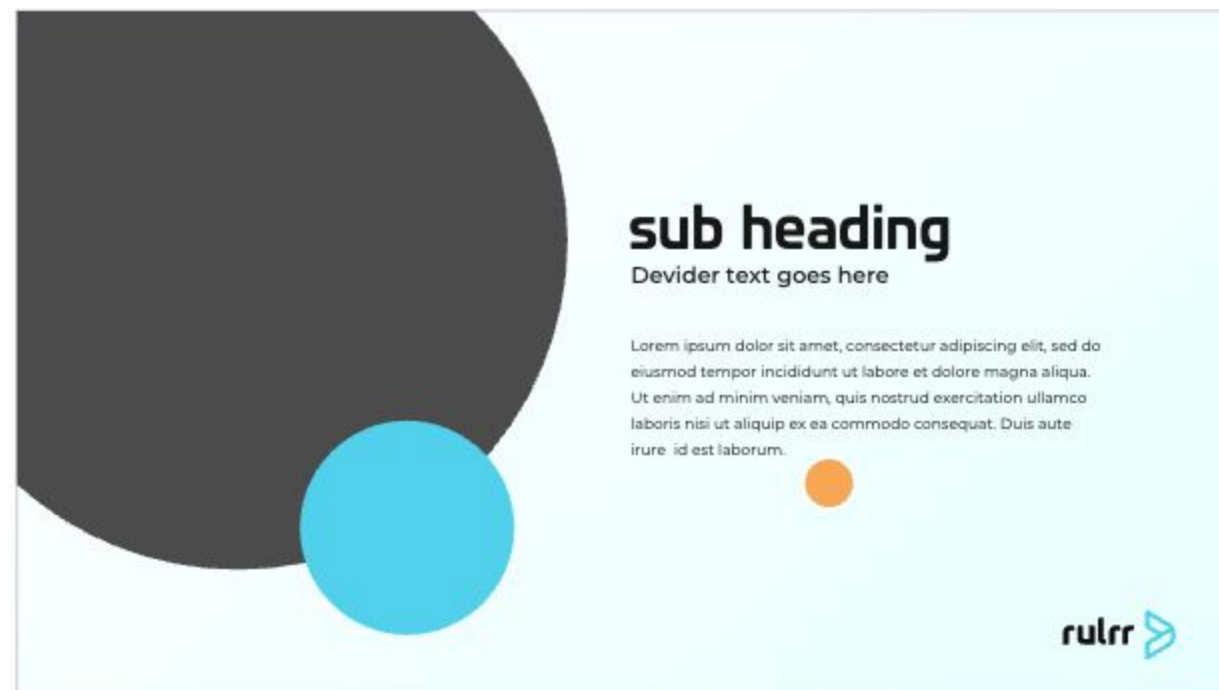 sub heading
Devider text goes here
Lorem ipsum dolor sit amet, consectetur adipiscing elit, sed do
eiusmod tempor incididunt ut labore et dolore magna aliqua.
Ut enim ad minim veniam, quis nostrud exercitation ullamco
laboris nisi ut aliquip ex ea commodo consequat. Duis aute
irure  id est laborum.
rulrr